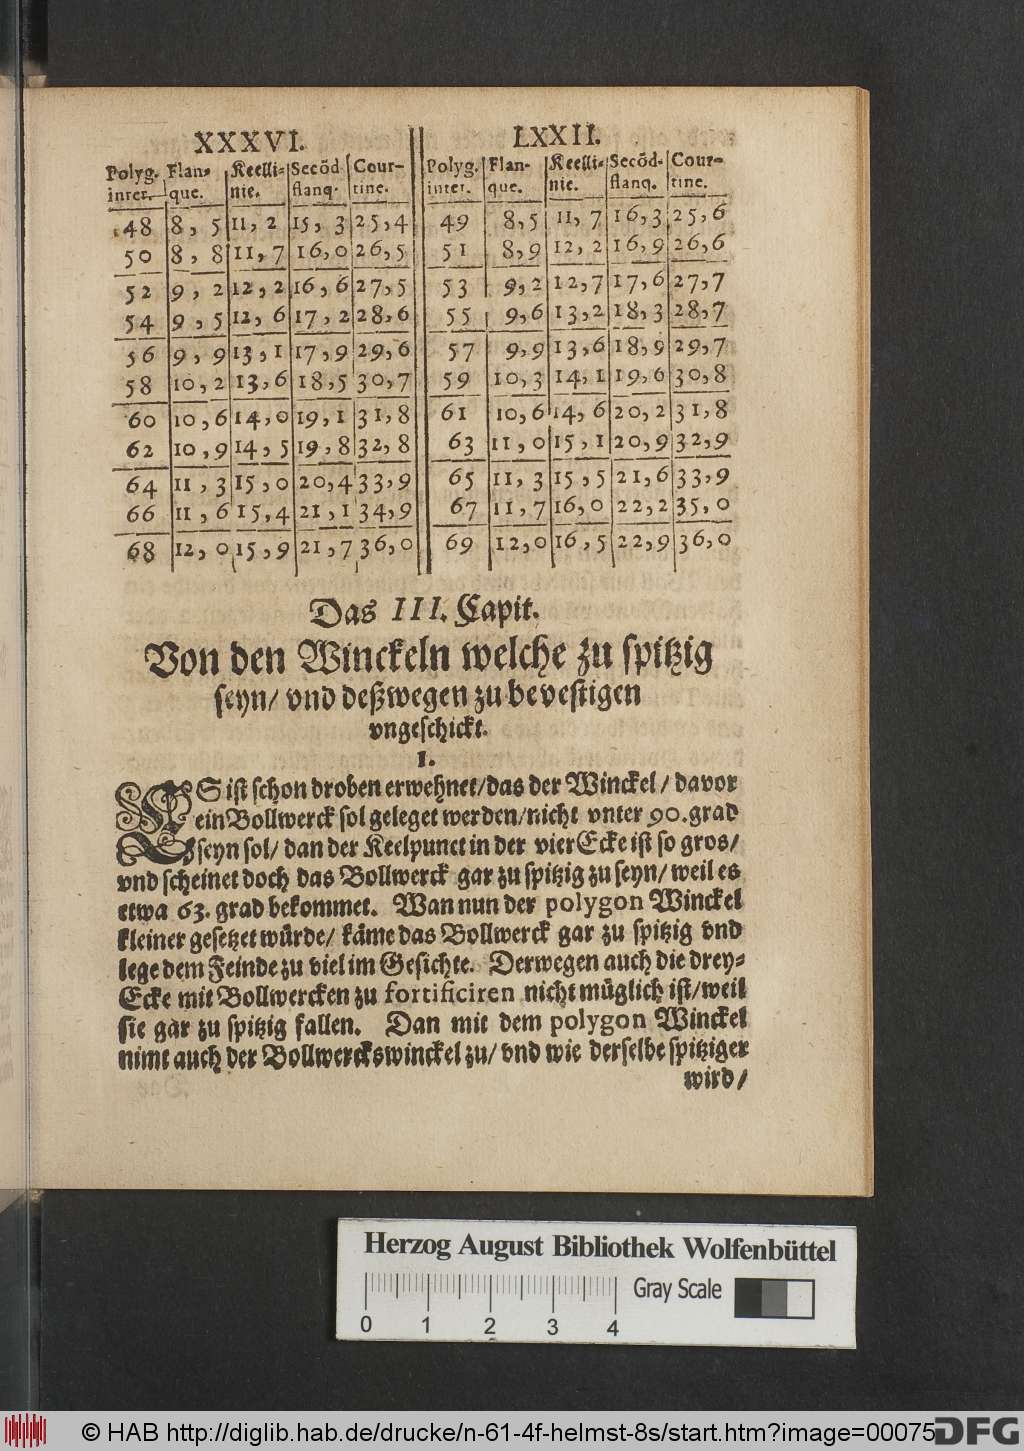 XXXVI. LXXII.
Polyg. Flan- Keelli- Secōd- Cour- Polyg. Flan- Keelli- Secōd- Cour-
inter. que. nie. flanq. tine. inter. que. nie. flanq. tine.
48 8, 5 11, 2 15, 3 25,4 49 8,5 11, 7 16,3 25,6
50 8, 8 11,7 16,0 26,5 51 8,9 12, 2 16,9 26,6
52 9, 2 12,2 16,6 27,5 53 9,2 12,7 17,6 27,7
54 9,5 12,6 17,2 28,6 55 9,6 13,2 18,3 28,7
56 9,9 13,1 17,9 29,6 57 9,9 13,6 18,9 29,7
58 10,2 13,6 18,5 30,7 59 10,3 14,1 19,6 30,8
60 10,6 14,0 19,1 31,8 61 10,6 14,6 20,2 31,8
62 10,9 14,5 19,8 32,8 63 11,0 15,1 20,9 32,9
64 11,3 15,0 20,4 33,9 65 11,3 15,5 21,6 33,9
66 11,6 15,4 21,1 34,9 67 11,7 16,0 22,2 35,0
68 12,0 15,9 21,7 36,0 69 12,0 16,5 22,9 36,0
Das III. Capit.
Von den Winckeln welche zu spitzig
seyn/ vnd deßwegen zu bevestigen
vngeschickt.
I.
ES ist schon droben erwehnet/das der Winckel/ davor
ein Bollwerck sol geleget werden/nicht vnter 90.grad
seyn sol/ dan der Keelpunct in der vier Ecke ist so gros/
vnd scheinet doch das Bollwerck gar zu spitzig zu seyn/ weil es
etwa 63. grad bekommet. Wan nun der polygon Winckel
kleiner gesetzet würde/ käme das Bollwerck gar zu spitzig vnd
lege dem Feinde zu viel im Gesichte. Derwegen auch die drey-
Ecke mit Bollwercken zu fortificiren nicht müglich ist/weil
sie gar zu spitzig fallen. Dan mit dem polygon Winckel
nimt auch der Bollwerckswinckel zu/ vnd wie derselbe spitziger
wird/
Herzog August Bibliothek Wolfenbüttel
Gray Scale
0 1 2 3 4
© HAB http://diglib.hab.de/drucke/n-61-4f-helmst-8s/start.htm?image=00075 DFG